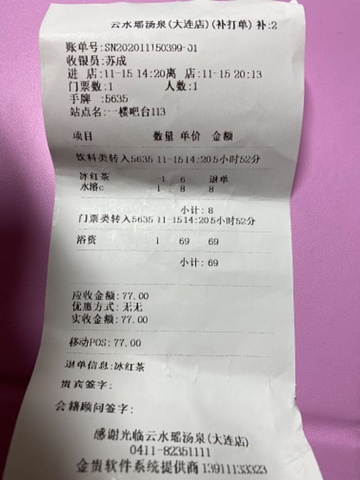 云水瑶汤泉(大连店)(补打单) 补:2
账单号:SN202011150399-01
收银员:苏成
进 店:11-15 14:20离 店:11-15 20:13
门票数:1 人数:1
手牌 :5635
站点名:一楼吧台113
项目 数量 单价 金额
饮料类转入5635 11-15 14:20 5小时52分
冰红茶 -1 6 退单
水溶c 1 8 8
小计: 8
门票类转入5635 11-15 14:20 5小时52分
浴资 1 69 69
小计: 69
应收金额: 77.00
优惠方式: 无无
实收金额: 77.00
移动POS: 77.00
退单信息:冰红茶
贵宾签字:
会籍顾问签字:
感谢光临云水瑶汤泉(大连店)
0411-82351111
金贵软件系统提供商 13911133323